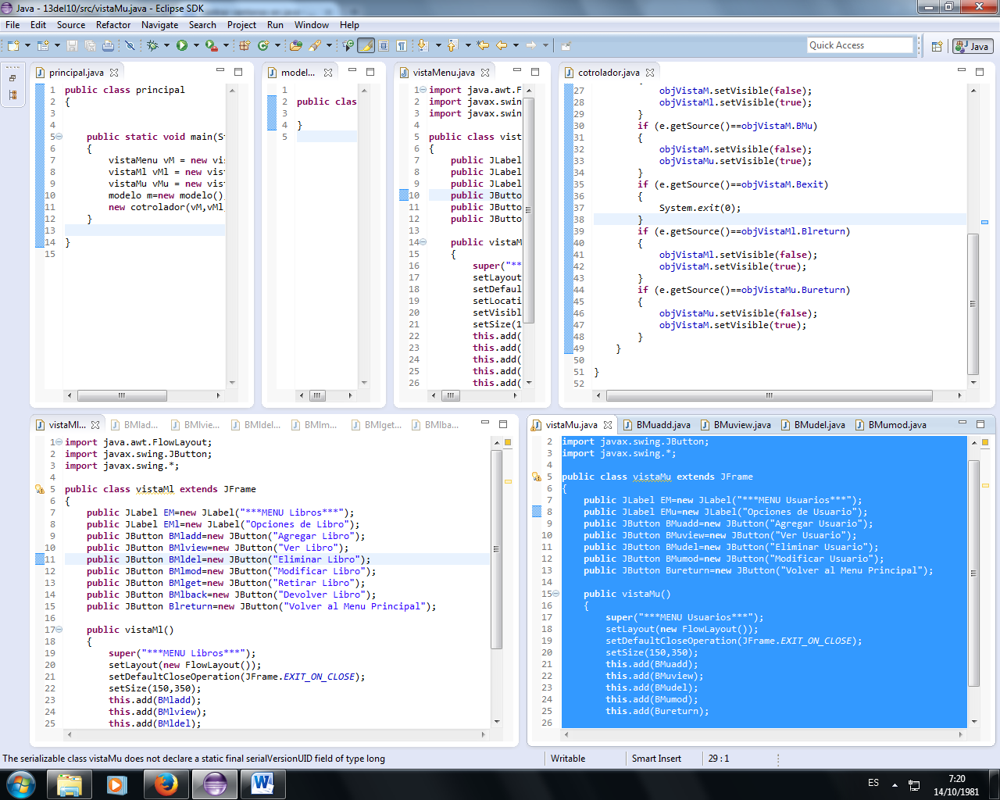 Java - 13del10/src/vistaMu.java - Eclipse SDK
File Edit Source Refactor Navigate Search Project Run Window Help
Quick Access
Java
principal.java
1 public class principal
2 {
3
4
5 public static void main(S
6 {
7 vistaMenu vM = new vis
8 vistaMl vMl = new vist
9 vistaMu vMu = new vist
10 modelo m=new modelo()
11 new cotrolador(vM,vMl
12 }
13
14 }
15
model...
1
2 public clas
3
4 }
5
vistaMenu.java
1 import java.awt.F
2 import javax.swin
3 import javax.swin
4
5 public class vist
6 {
7 public JLabel
8 public JLabel
9 public JLabel
10 public JButto
11 public JButto
12 public JButto
13
14 public vistaM
15 {
16 super("**
17 setLayout
18 setDefaul
19 setLocati
20 setVisibl
21 setSize(1
22 this.add(
23 this.add(
24 this.add(
25 this.add(
26 this.add(
cotrolador.java
27 objVistaM.setVisible(false);
28 objVistaMl.setVisible(true);
29 }
30 if (e.getSource()==objVistaM.BMu)
31 {
32 objVistaM.setVisible(false);
33 objVistaMu.setVisible(true);
34 }
35 if (e.getSource()==objVistaM.Bexit)
36 {
37 System.exit(0);
38 }
39 if (e.getSource()==objVistaMl.Blreturn)
40 {
41 objVistaMl.setVisible(false);
42 objVistaM.setVisible(true);
43 }
44 if (e.getSource()==objVistaMu.Bureturn)
45 {
46 objVistaMu.setVisible(false);
47 objVistaM.setVisible(true);
48 }
49 }
50
51 }
52
vistaMl... BMlad... BMlvie... BMldel... BMlm... BMlget... BMlba...
1 import java.awt.FlowLayout;
2 import javax.swing.JButton;
3 import javax.swing.*;
4
5 public class vistaMl extends JFrame
6 {
7 public JLabel EM=new JLabel("***MENU Libros***");
8 public JLabel EMl=new JLabel("Opciones de Libro");
9 public JButton BMladd=new JButton("Agregar Libro");
10 public JButton BMlview=new JButton("Ver Libro");
11 public JButton BMldel=new JButton("Eliminar Libro");
12 public JButton BMlmod=new JButton("Modificar Libro");
13 public JButton BMlget=new JButton("Retirar Libro");
14 public JButton BMlback=new JButton("Devolver Libro");
15 public JButton Blreturn=new JButton("Volver al Menu Principal");
16
17 public vistaMl()
18 {
19 super("***MENU Libros***");
20 setLayout(new FlowLayout());
21 setDefaultCloseOperation(JFrame.EXIT_ON_CLOSE);
22 setSize(150,350);
23 this.add(BMladd);
24 this.add(BMlview);
25 this.add(BMldel);
vistaMu.java BMuadd.java BMuview.java BMudel.java BMumod.java
2 import javax.swing.JButton;
3 import javax.swing.*;
4
5 public class vistaMu extends JFrame
6 {
7 public JLabel EM=new JLabel("***MENU Usuarios***");
8 public JLabel EMu=new JLabel("Opciones de Usuario");
9 public JButton BMuadd=new JButton("Agregar Usuario");
10 public JButton BMuview=new JButton("Ver Usuario");
11 public JButton BMudel=new JButton("Eliminar Usuario");
12 public JButton BMumod=new JButton("Modificar Usuario");
13 public JButton Bureturn=new JButton("Volver al Menu Principal");
14
15 public vistaMu()
16 {
17 super("***MENU Usuarios***");
18 setLayout(new FlowLayout());
19 setDefaultCloseOperation(JFrame.EXIT_ON_CLOSE);
20 setSize(150,350);
21 this.add(BMuadd);
22 this.add(BMuview);
23 this.add(BMudel);
24 this.add(BMumod);
25 this.add(Bureturn);
26
The serializable class vistaMu does not declare a static final serialVersionUID field of type long
Writable Smart Insert 29 : 1
ES
7:20
14/10/1981